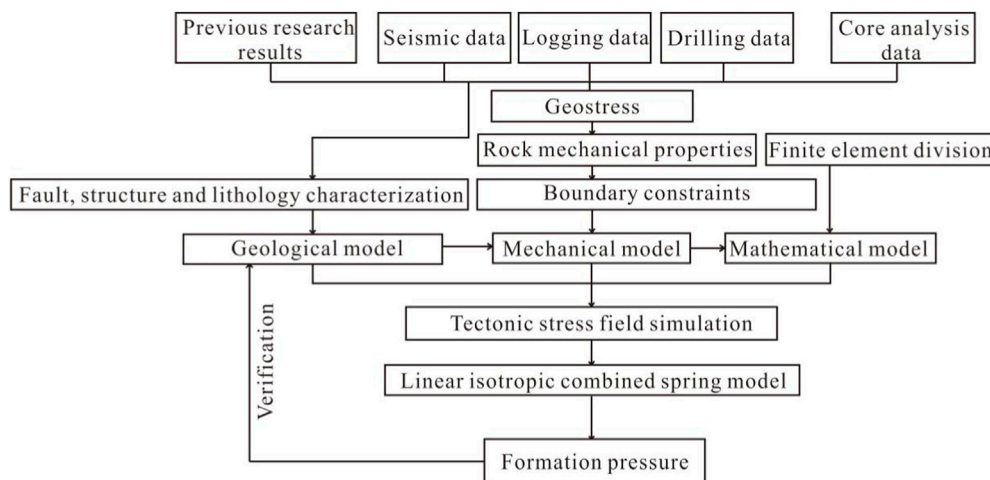 Previous research
results
Seismic data
Logging data
Drilling data
Core analysis
data
Geostress
Rock mechanical properties
Finite element division
Fault, structure and lithology characterization
Boundary constraints
Geological model
Mechanical model
Mathematical model
Tectonic stress field simulation
Verification
Linear isotropic combined spring model
Formation pressure